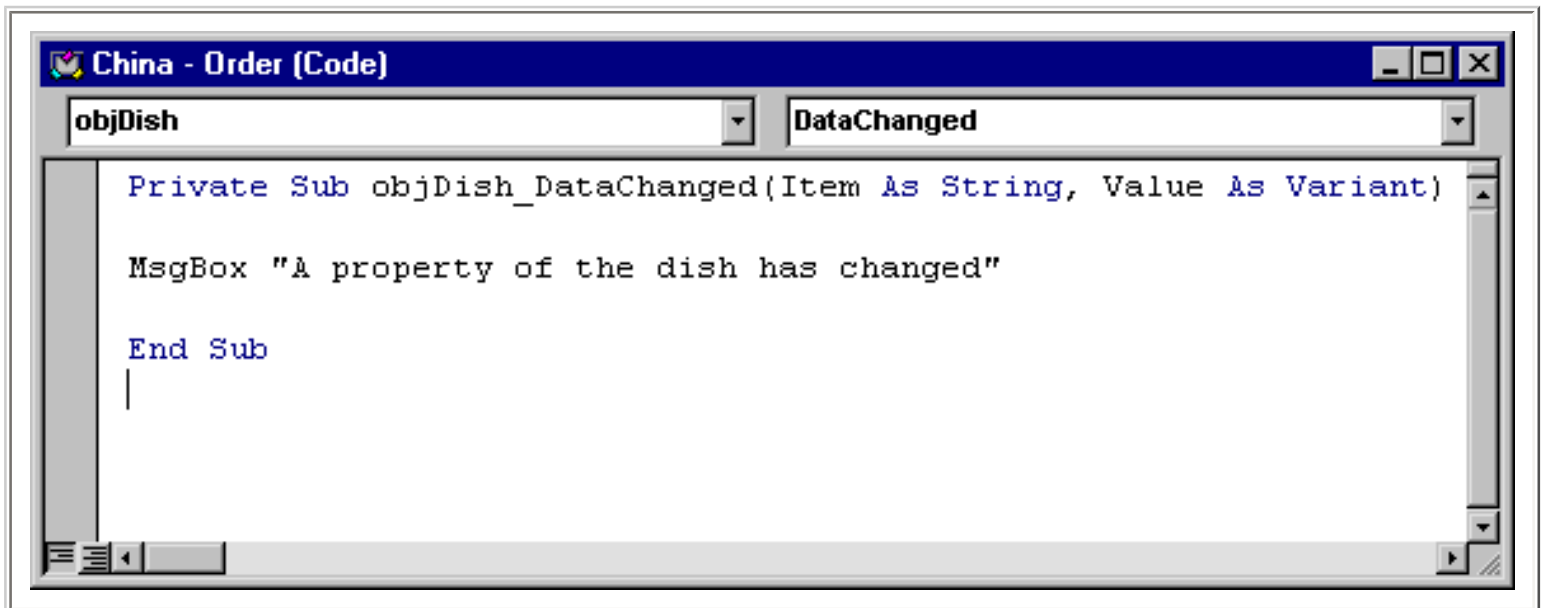 China - Order (Code)
objDish
DataChanged
Private Sub objDish_DataChanged(Item As String, Value As Variant)
MsgBox "A property of the dish has changed"
End Sub